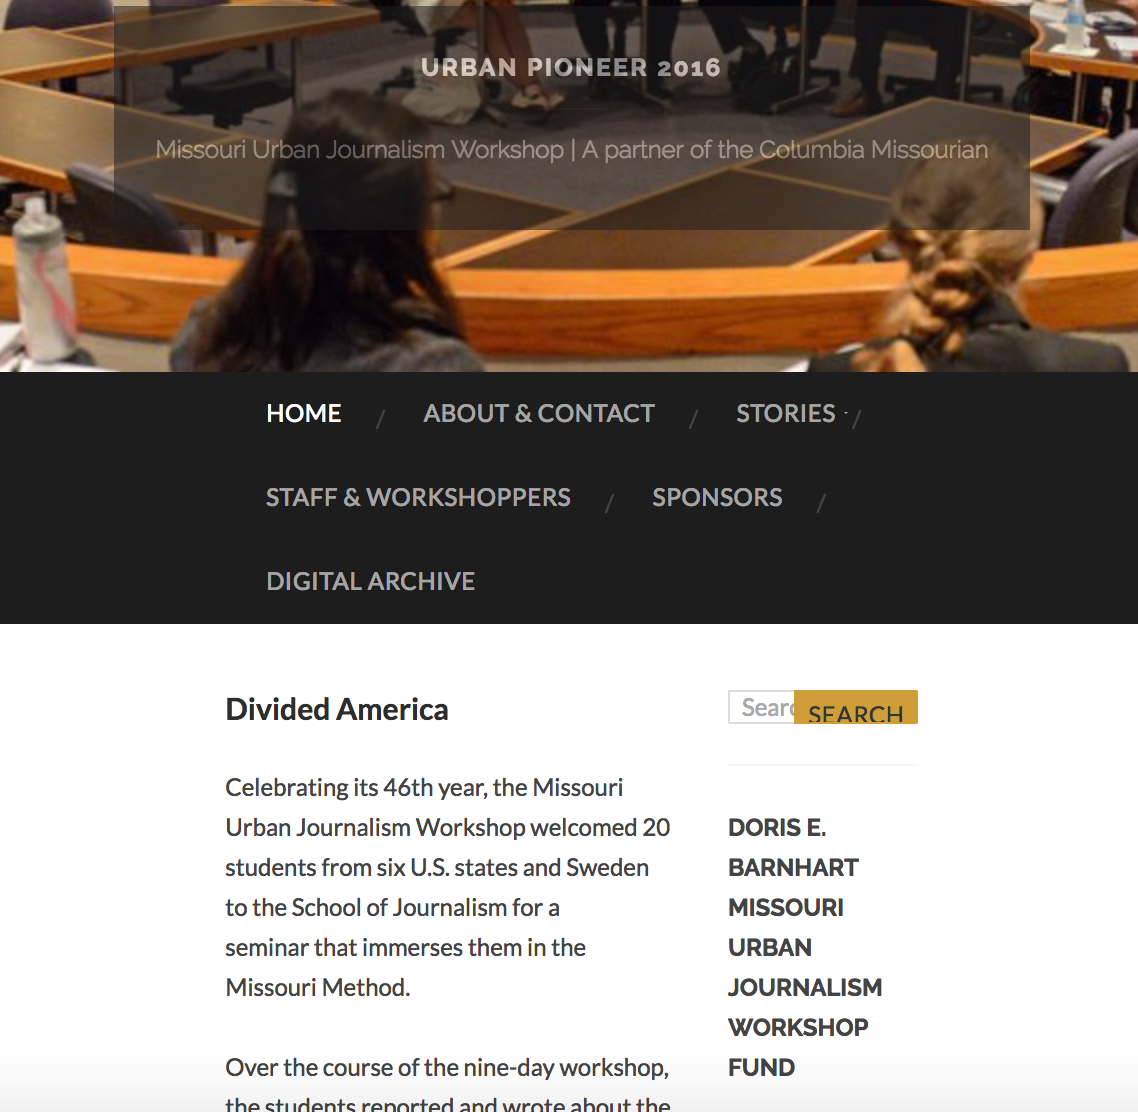 URBAN PIONEER 2016
Missouri Urban Journalism Workshop | A partner of the Columbia Missourian
HOME / ABOUT & CONTACT / STORIES /
STAFF & WORKSHOPPERS / SPONSORS /
DIGITAL ARCHIVE
Divided America
Celebrating its 46th year, the Missouri
Urban Journalism Workshop welcomed 20
students from six U.S. states and Sweden
to the School of Journalism for a
seminar that immerses them in the
Missouri Method.
Over the course of the nine-day workshop,
the students reported and wrote about the
Searc
SEARCH
DORIS E.
BARNHART
MISSOURI
URBAN
JOURNALISM
WORKSHOP
FUND